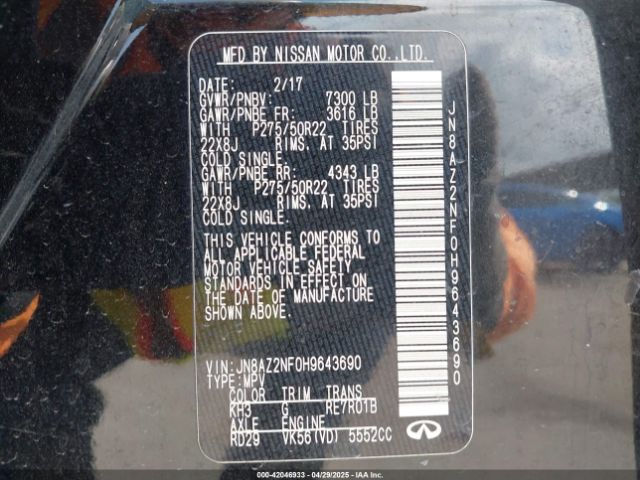 MFD BY NISSAN MOTOR CO.,LTD.
DATE: 2/17
GVWR/PNBV: 7300 LB
GAWR/PNBE FR: 3616 LB
WITH P275/50R22 TIRES
22X8J RIMS, AT 35PSI
COLD SINGLE.
GAWR/PNBE RR: 4343 LB
WITH P275/50R22 TIRES
22X8J RIMS, AT 35PSI
COLD SINGLE.
THIS VEHICLE CONFORMS TO
ALL APPLICABLE FEDERAL
MOTOR VEHICLE SAFETY
STANDARDS IN EFFECT ON
THE DATE OF MANUFACTURE
SHOWN ABOVE.
VIN: JN8AZ2NF0H9643690
TYPE: MPV
COLOR TRIM TRANS
KH3 G RE7R01B
AXLE ENGINE
RD29 VK56(VD) 5552CC
JN8AZ2NF0H9643690
INFINITI
000-42046933 - 04/29/2025 - IAAI.com